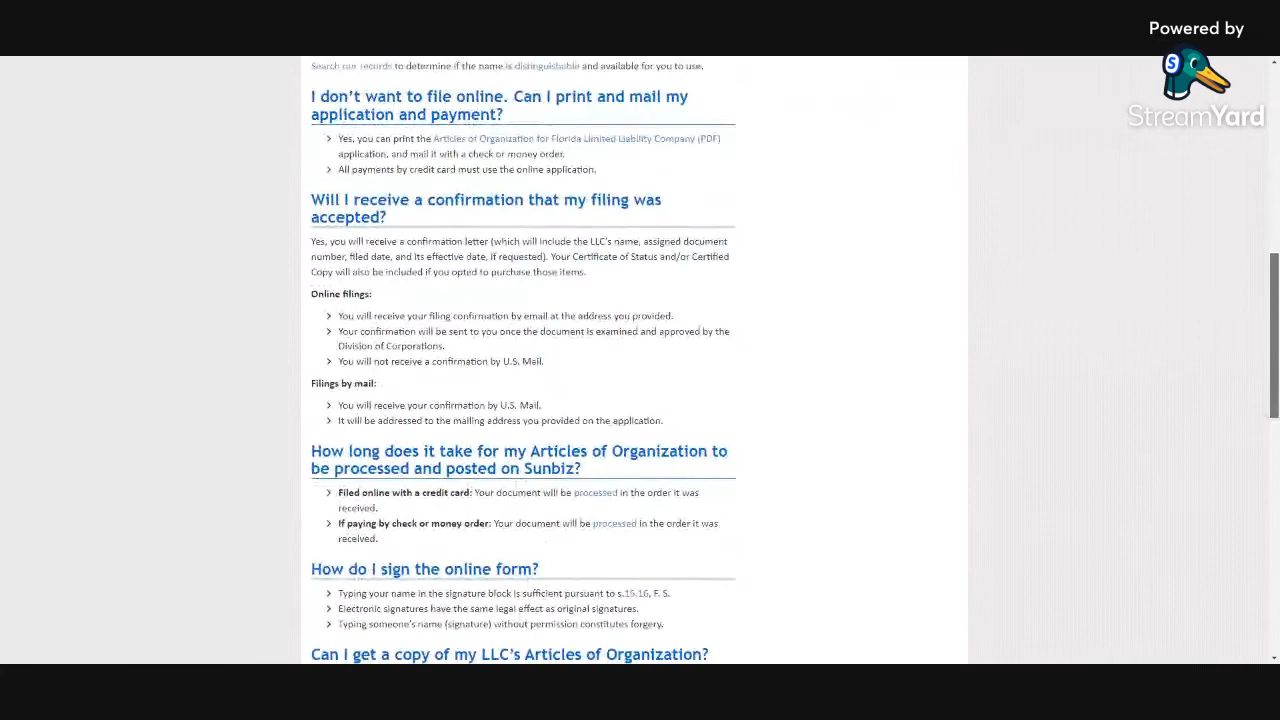 Powered by
StreamYard
Search our records to determine if the name is distinguishable and available for you to use.
I don't want to file online. Can I print and mail my
application and payment?
Yes, you can print the Articles of Organization for Florida Limited Liability Company (PDF)
application, and mail it with a check or money order.
All payments by credit card must use the online application.
Will I receive a confirmation that my filing was
accepted?
Yes, you will receive a confirmation letter (which will include the LLC's name, assigned document
number, filed date, and its effective date, if requested). Your Certificate of Status and/or Certified
Copy will also be included if you opted to purchase those items.
Online filings:
You will receive your filing confirmation by email at the address you provided.
Your confirmation will be sent to you once the document is examined and approved by the
Division of Corporations.
You will not receive a confirmation by U.S. Mail.
Filings by mail:
You will receive your confirmation by U.S. Mail.
It will be addressed to the mailing address you provided on the application.
How long does it take for my Articles of Organization to
be processed and posted on Sunbiz?
Filed online with a credit card: Your document will be processed in the order it was
received.
If paying by check or money order: Your document will be processed in the order it was
received.
How do I sign the online form?
Typing your name in the signature block is sufficient pursuant to s.15.16, F. S.
Electronic signatures have the same legal effect as original signatures.
Typing someone's name (signature) without permission constitutes forgery.
Can I get a copy of my LLC's Articles of Organization?